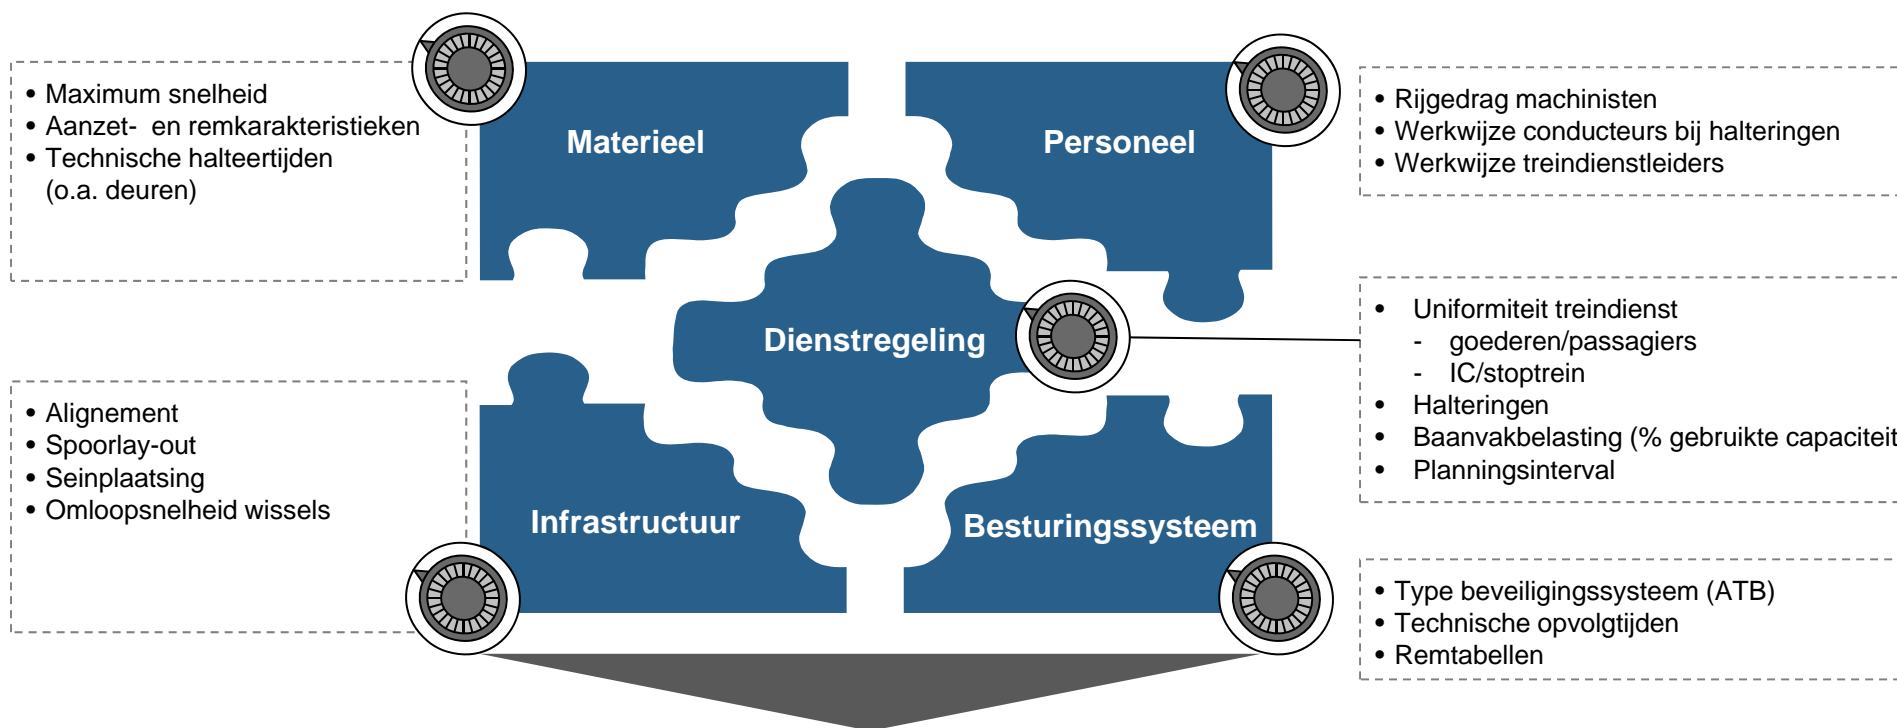 • Maximum snelheid
• Aanzet- en remkarakteristieken
• Technische halteertijden
(o.a. deuren)
Materieel
Personeel
• Rijgedrag machinisten
• Werkwijze conducteurs bij halteringen
• Werkwijze treindienstleiders
Dienstregeling
• Uniformiteit treindienst
- goederen/passagiers
- IC/stoptrein
• Halteringen
• Baanvakbelasting (% gebruikte capaciteit
• Planningsinterval
• Alignement
• Spoorlay-out
• Seinplaatsing
• Omloopsnelheid wissels
Infrastructuur
Besturingssysteem
• Type beveiligingssysteem (ATB)
• Technische opvolgtijden
• Remtabellen